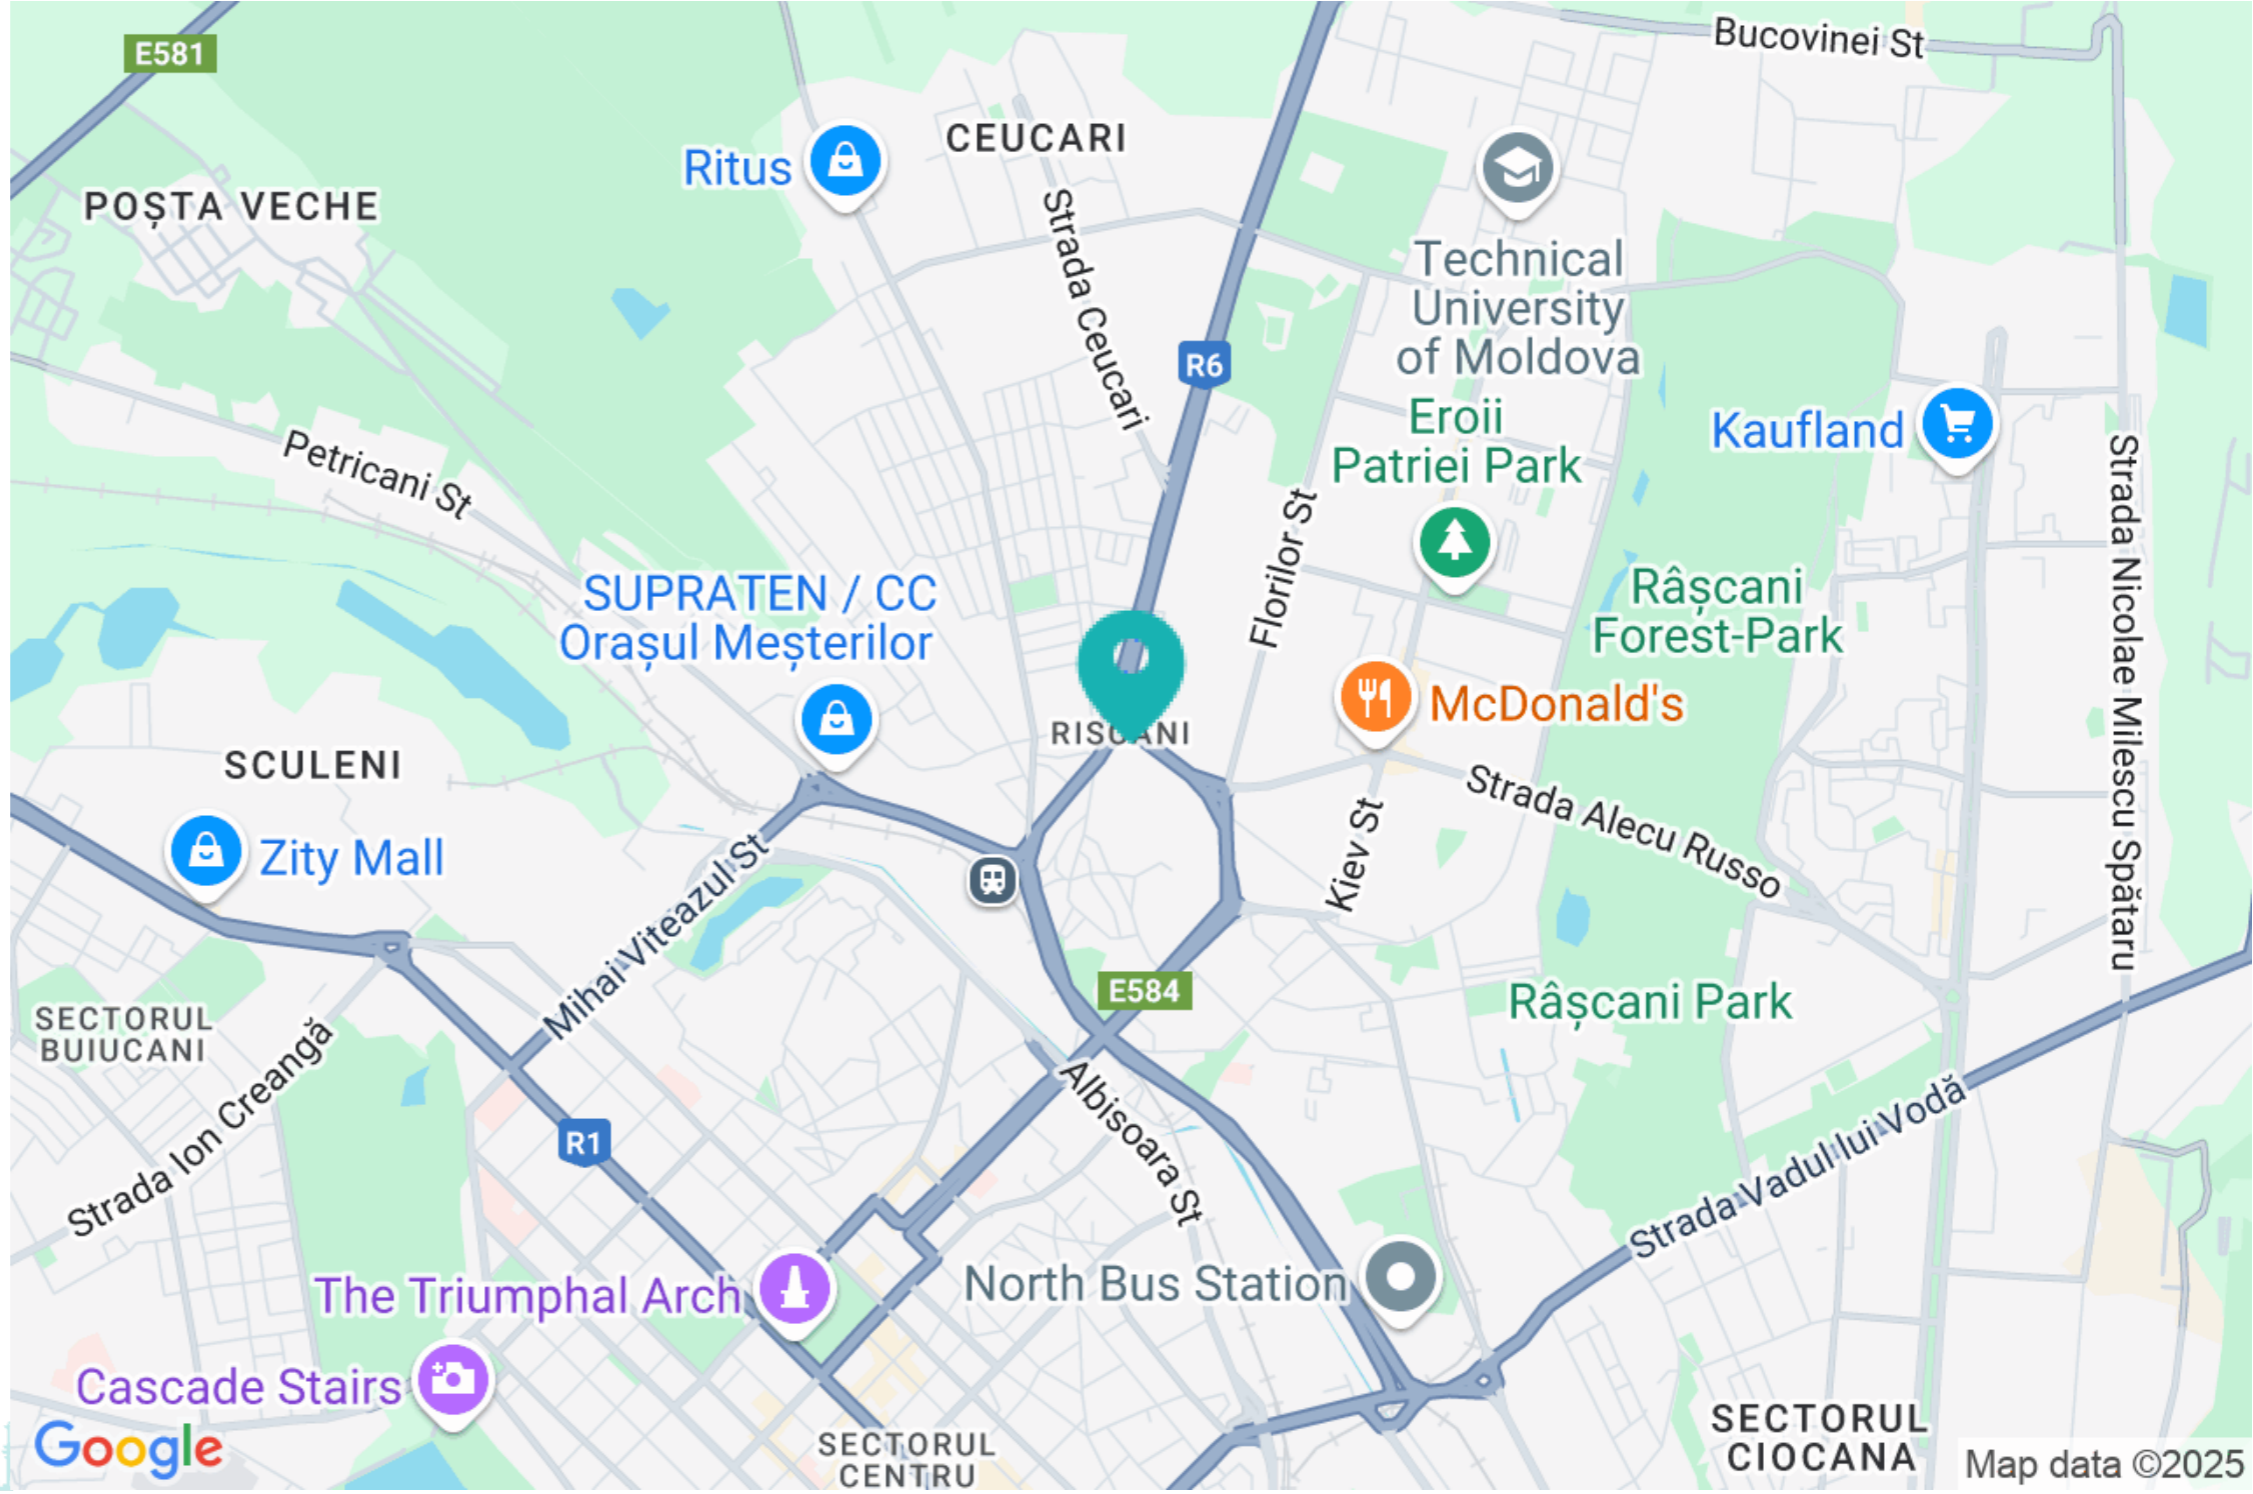 Bucovinei St
E581
CEUCARI
Ritus
POȘTA VECHE
Strada Ceucari
Technical
University
of Moldova
R6
Eroii
Patriei Park
Kaufland
Petricani St
Strada Nicolae Milescu Spătaru
Florilor St
SUPRATEN / CC
Orașul Meșterilor
Râșcani
Forest-Park
McDonald's
RISCANI
SCULENI
Strada Alecu Russo
Zity Mall
Kiev St
Mihai Viteazul St
E584
Râșcani Park
SECTORUL
BUIUCANI
Strada Ion Creangă
Albisoara St
R1
Strada Vadul lui Vodă
North Bus Station
The Triumphal Arch
Cascade Stairs
SECTORUL
CIOCANA
SECTORUL
CENTRU
Google
Map data ©2025